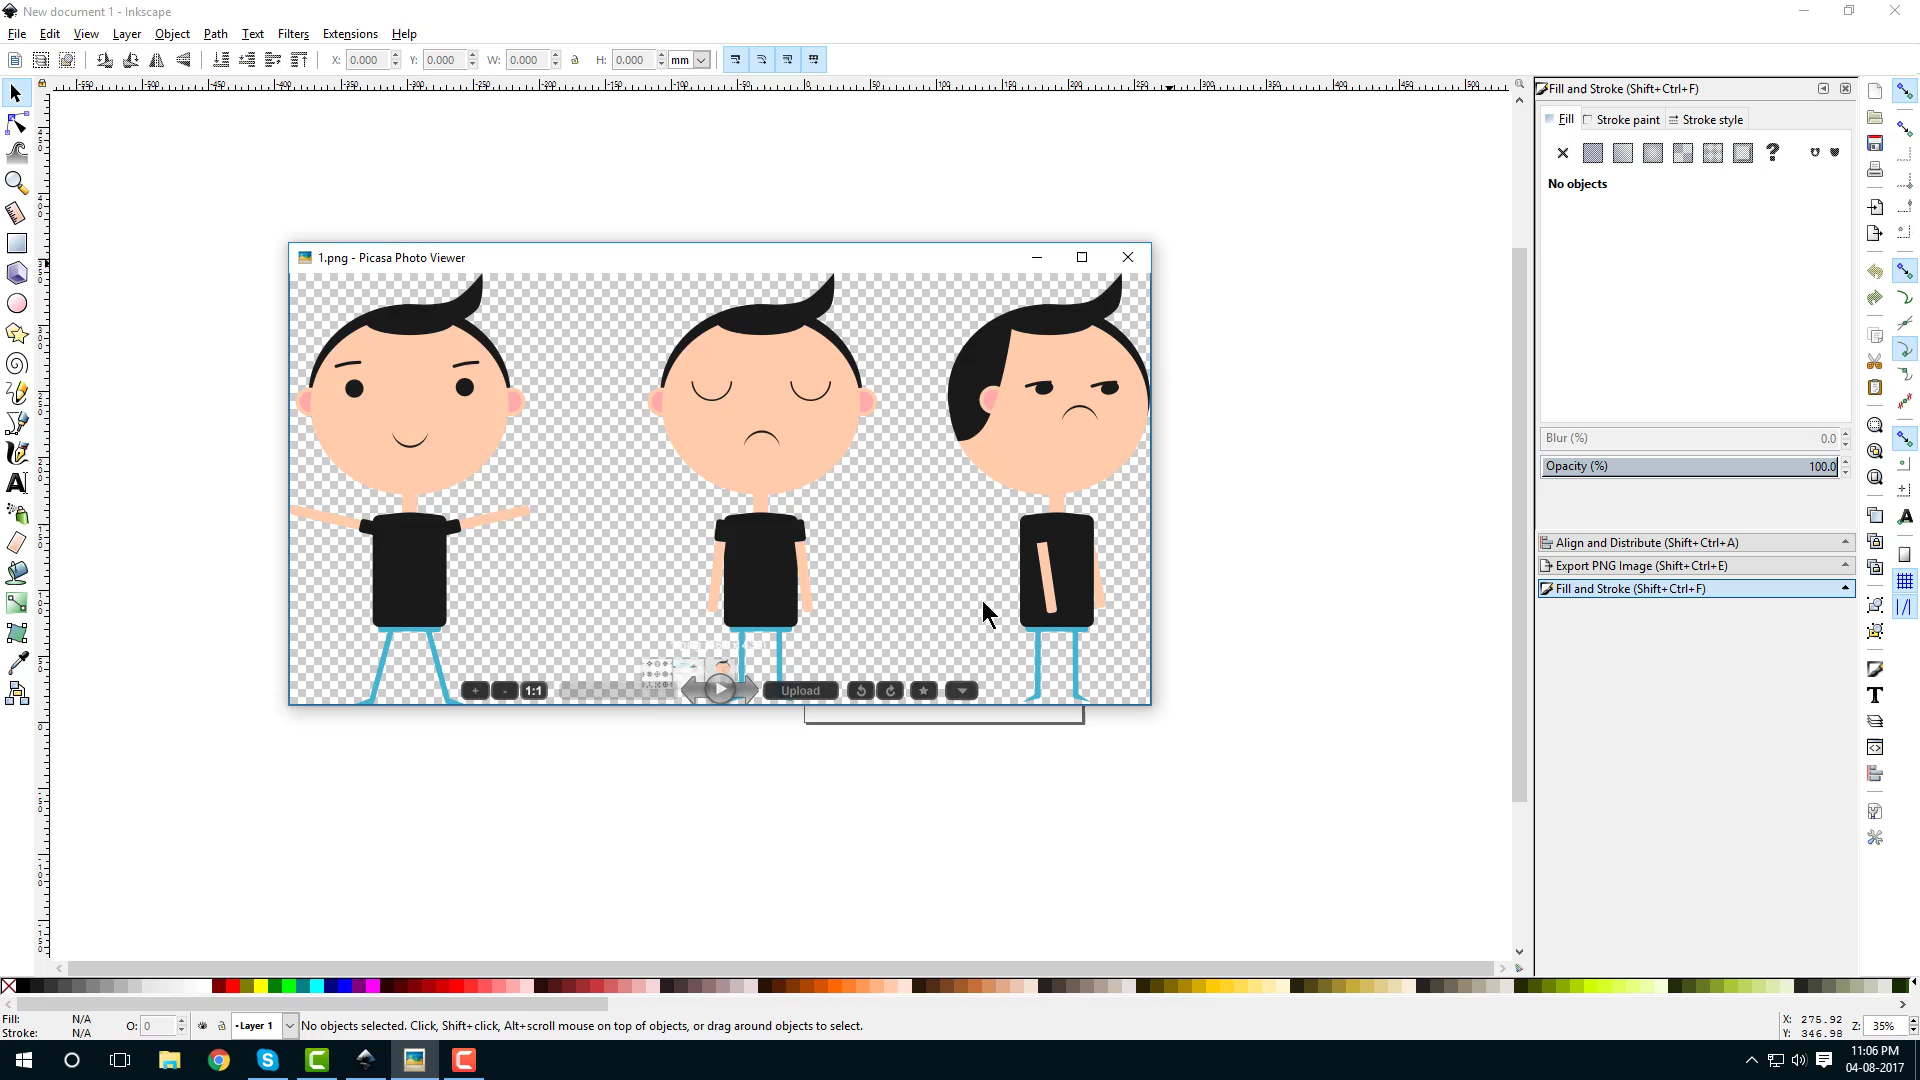 New document 1 - Inkscape
File Edit View Layer Object Path Text Filters Extensions Help
X: 0.000 Y: 0.000 W: 0.000 H: 0.000 mm
Fill and Stroke (Shift+Ctrl+F)
Fill Stroke paint Stroke style
No objects
1.png - Picasa Photo Viewer
Blur (%) 0.0
Opacity (%) 100.0
Align and Distribute (Shift+Ctrl+A)
Export PNG Image (Shift+Ctrl+E)
Fill and Stroke (Shift+Ctrl+F)
+ - 1:1 Upload
Fill: N/A
Stroke: N/A
O: 0
Layer 1
No objects selected. Click, Shift+click, Alt+scroll mouse on top of objects, or drag around objects to select.
X: 275.92
Y: 346.98
Z: 35%
11:06 PM
04-08-2017